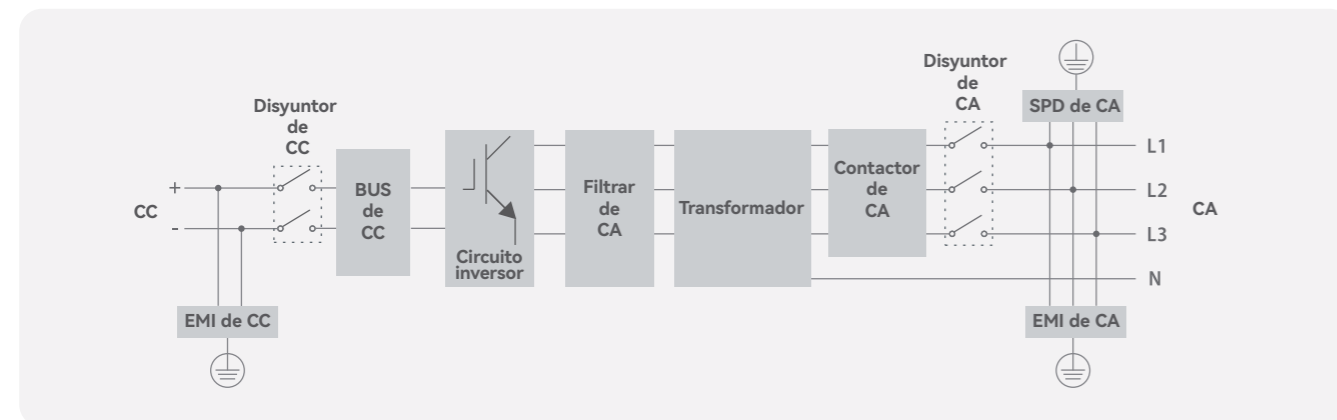 Disyuntor
de
CC
+
CC
-
EMI de CC
BUS
de
CC
Circuito
inversor
Filtrar
de
CA
Transformador
Contactor
de
CA
Disyuntor
de
CA
SPD de CA
L1
L2
L3
N
CA
EMI de CA